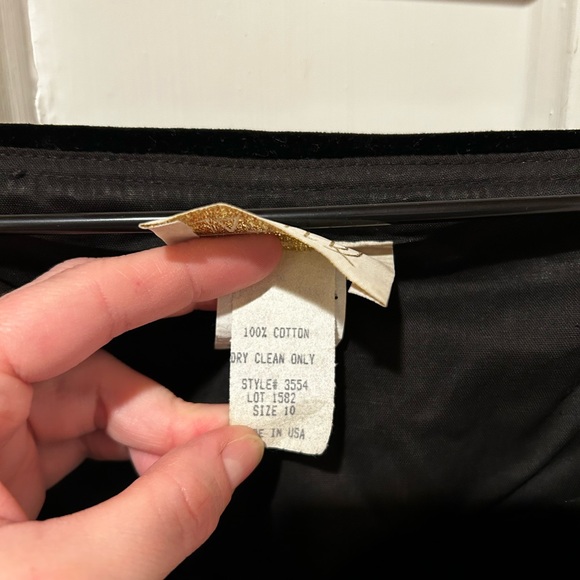 100% COTTON
DRY CLEAN ONLY
STYLE# 3554
LOT 1582
SIZE 10
E IN USA